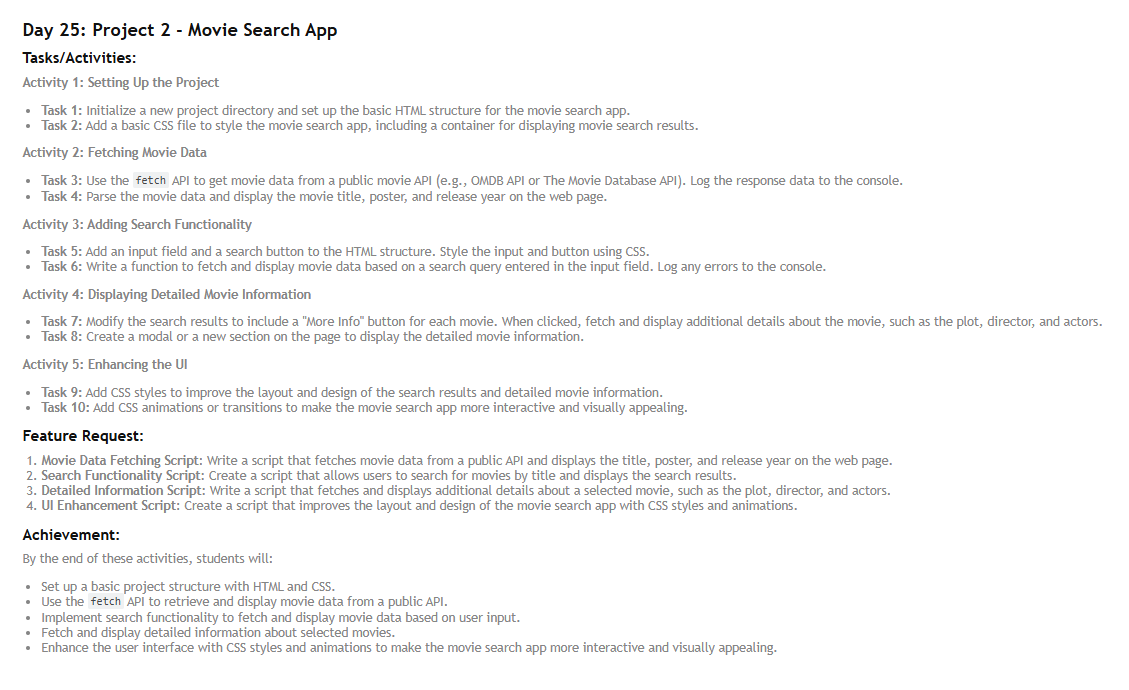 Day 25: Project 2 - Movie Search App
Tasks/Activities:
Activity 1: Setting Up the Project
• Task 1: Initialize a new project directory and set up the basic HTML structure for the movie search app.
• Task 2: Add a basic CSS file to style the movie search app, including a container for displaying movie search results.
Activity 2: Fetching Movie Data
• Task 3: Use the fetch API to get movie data from a public movie API (e.g., OMDB API or The Movie Database API). Log the response data to the console.
• Task 4: Parse the movie data and display the movie title, poster, and release year on the web page.
Activity 3: Adding Search Functionality
• Task 5: Add an input field and a search button to the HTML structure. Style the input and button using CSS.
• Task 6: Write a function to fetch and display movie data based on a search query entered in the input field. Log any errors to the console.
Activity 4: Displaying Detailed Movie Information
• Task 7: Modify the search results to include a "More Info" button for each movie. When clicked, fetch and display additional details about the movie, such as the plot, director, and actors.
• Task 8: Create a modal or a new section on the page to display the detailed movie information.
Activity 5: Enhancing the UI
• Task 9: Add CSS styles to improve the layout and design of the search results and detailed movie information.
• Task 10: Add CSS animations or transitions to make the movie search app more interactive and visually appealing.
Feature Request:
1. Movie Data Fetching Script: Write a script that fetches movie data from a public API and displays the title, poster, and release year on the web page.
2. Search Functionality Script: Create a script that allows users to search for movies by title and displays the search results.
3. Detailed Information Script: Write a script that fetches and displays additional details about a selected movie, such as the plot, director, and actors.
4. UI Enhancement Script: Create a script that improves the layout and design of the movie search app with CSS styles and animations.
Achievement:
By the end of these activities, students will:
• Set up a basic project structure with HTML and CSS.
• Use the fetch API to retrieve and display movie data from a public API.
• Implement search functionality to fetch and display movie data based on user input.
• Fetch and display detailed information about selected movies.
• Enhance the user interface with CSS styles and animations to make the movie search app more interactive and visually appealing.